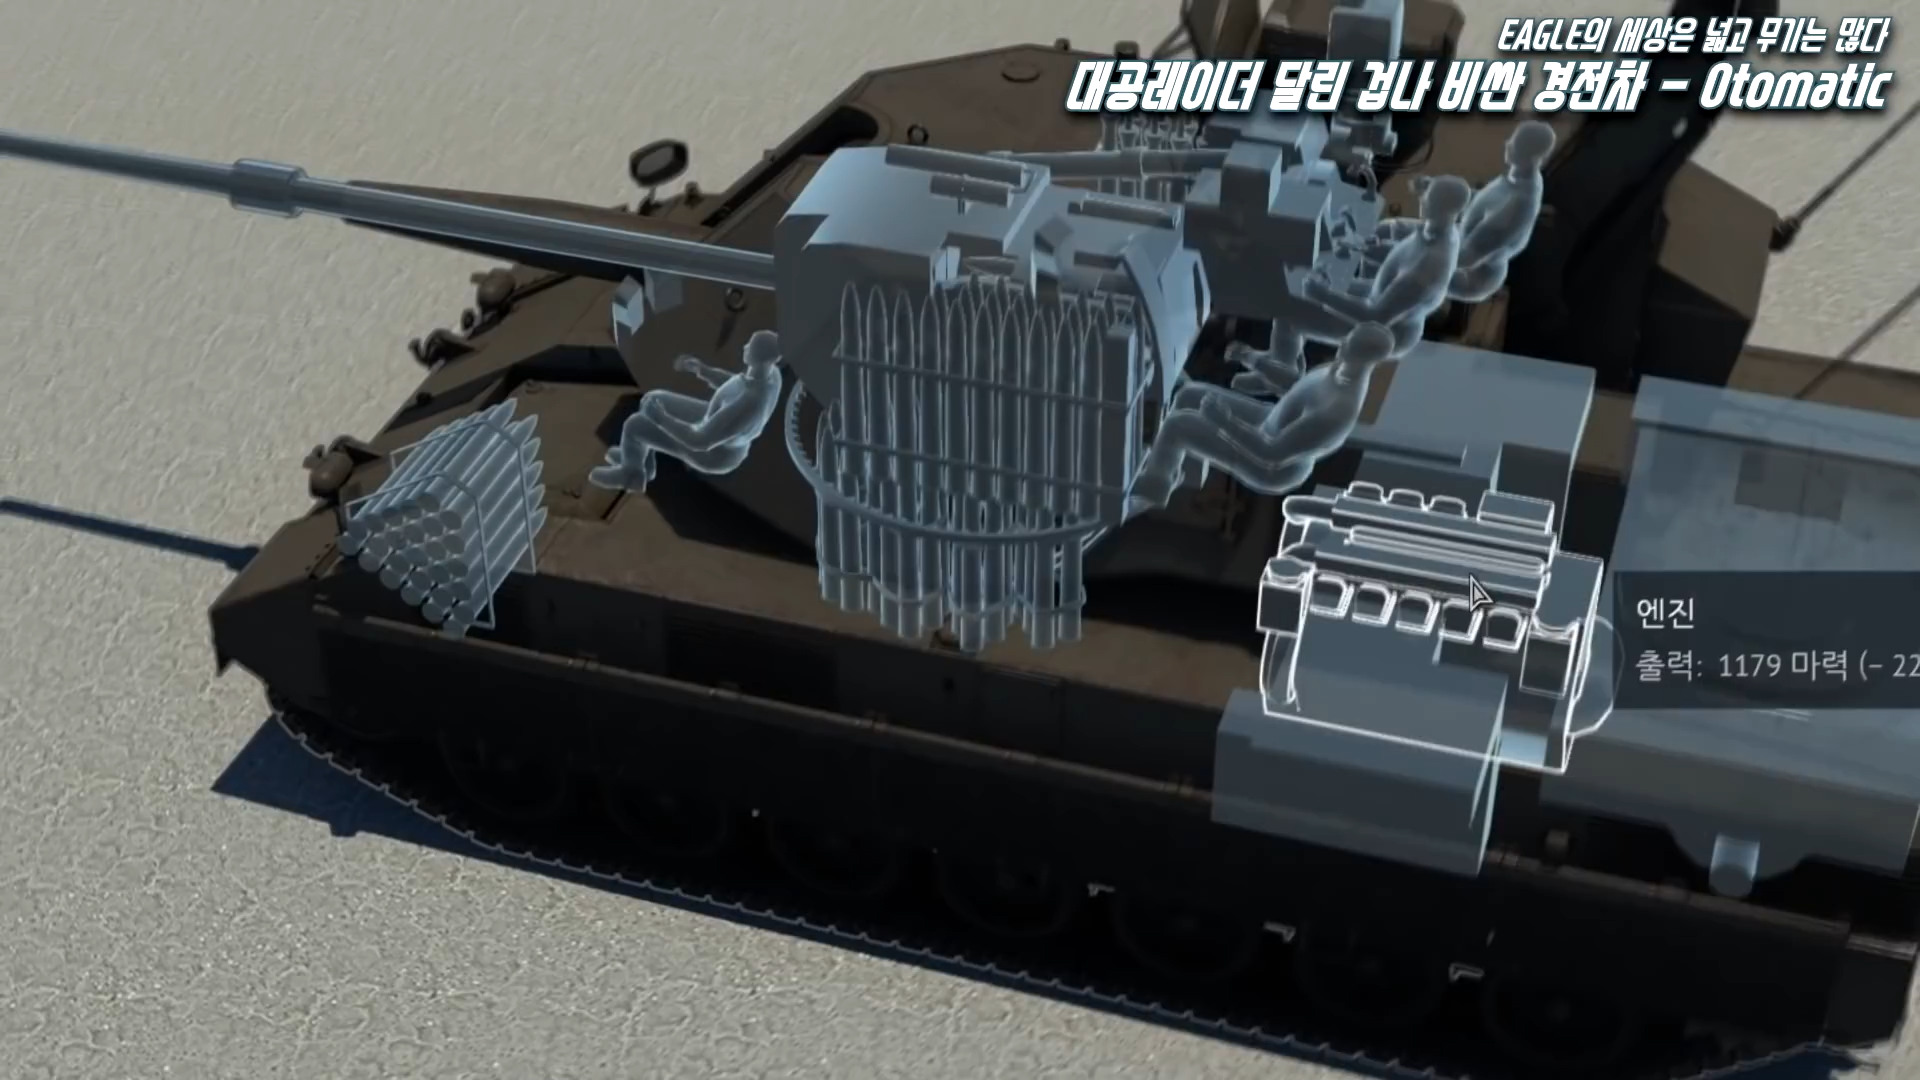 EAGLE의 세상은 넓고 무기는 많다
대공레이더 달린 겁나 비싼 경전차 - Otomatic
엔진
출력: 1179 마력 (- 22